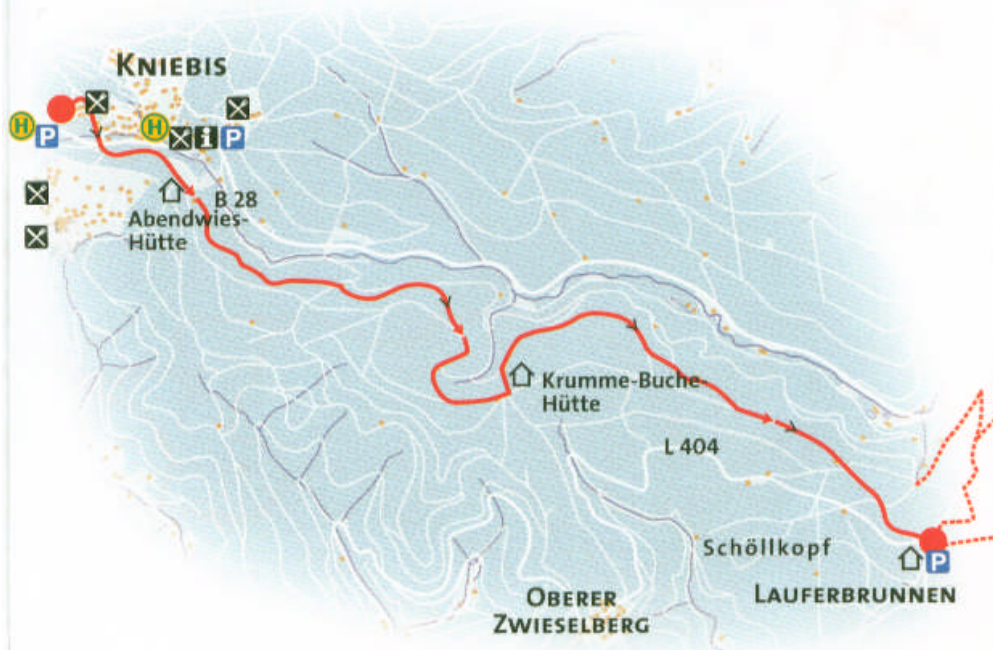 KNIEBIS
H
P
H
i
P
B 28
Abendwies-
Hütte
Krumme-Buche-
Hütte
L 404
Schöllkopf
P
LAUFERBRUNNEN
OBERER
ZWIESELBERG